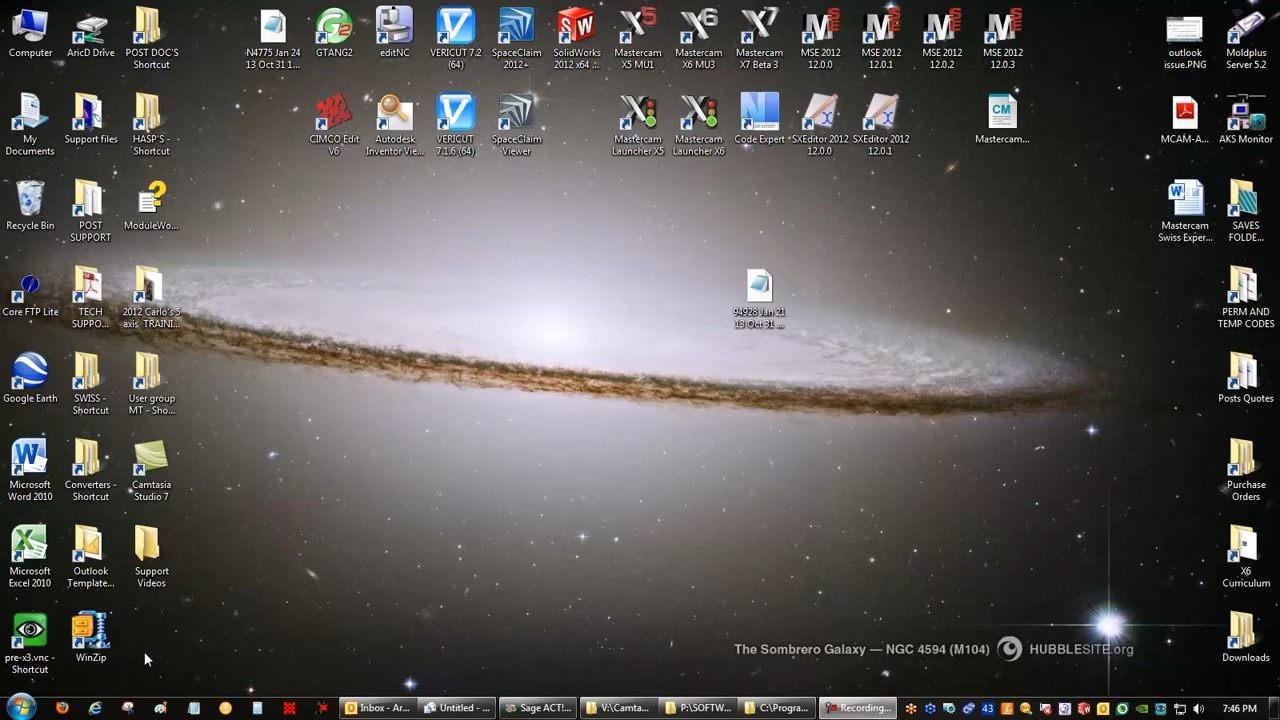 Computer
AricD Drive
POST DOC'S
Shortcut
N4775 Jan 24
13 Oct 31 1...
GTANG2
editNC
VERICUT 7.2
(64)
SpaceClaim
2012+
SolidWorks
2012 x64 ...
Mastercam
X5 MU1
Mastercam
X6 MU3
Mastercam
X7 Beta 3
MSE 2012
12.0.0
MSE 2012
12.0.1
MSE 2012
12.0.2
MSE 2012
12.0.3
outlook
issue.PNG
Moldplus
Server 5.2
My
Documents
Support files
HASP'S -
Shortcut
CIMCO Edit
V6
Autodesk
Inventor Vie...
VERICUT
7.1.6 (64)
SpaceClaim
Viewer
Mastercam
Launcher X5
Mastercam
Launcher X6
Code Expert
SXEditor 2012
12.0.0
SXEditor 2012
12.0.1
Mastercam...
MCAM-A...
AKS Monitor
Recycle Bin
POST
SUPPORT
ModuleWo...
Mastercam
Swiss Exper...
SAVES
FOLDE...
Core FTP Lite
TECH
SUPPO...
2012 Carlo's 5
axis TRAINI...
94928 Jan 21
13 Oct 31 ...
PERM AND
TEMP CODES
Google Earth
SWISS -
Shortcut
User group
MT - Sho...
Posts Quotes
Microsoft
Word 2010
Converters -
Shortcut
Camtasia
Studio 7
Purchase
Orders
Microsoft
Excel 2010
Outlook
Template...
Support
Videos
X6
Curriculum
pre-x3.vnc -
Shortcut
WinZip
Downloads
The Sombrero Galaxy — NGC 4594 (M104) HUBBLESITE.org
Inbox - Ar...
Untitled - ...
Sage ACT!...
V:\Camta...
P:\SOFTW...
C:\Progra...
Recording...
43
7:46 PM